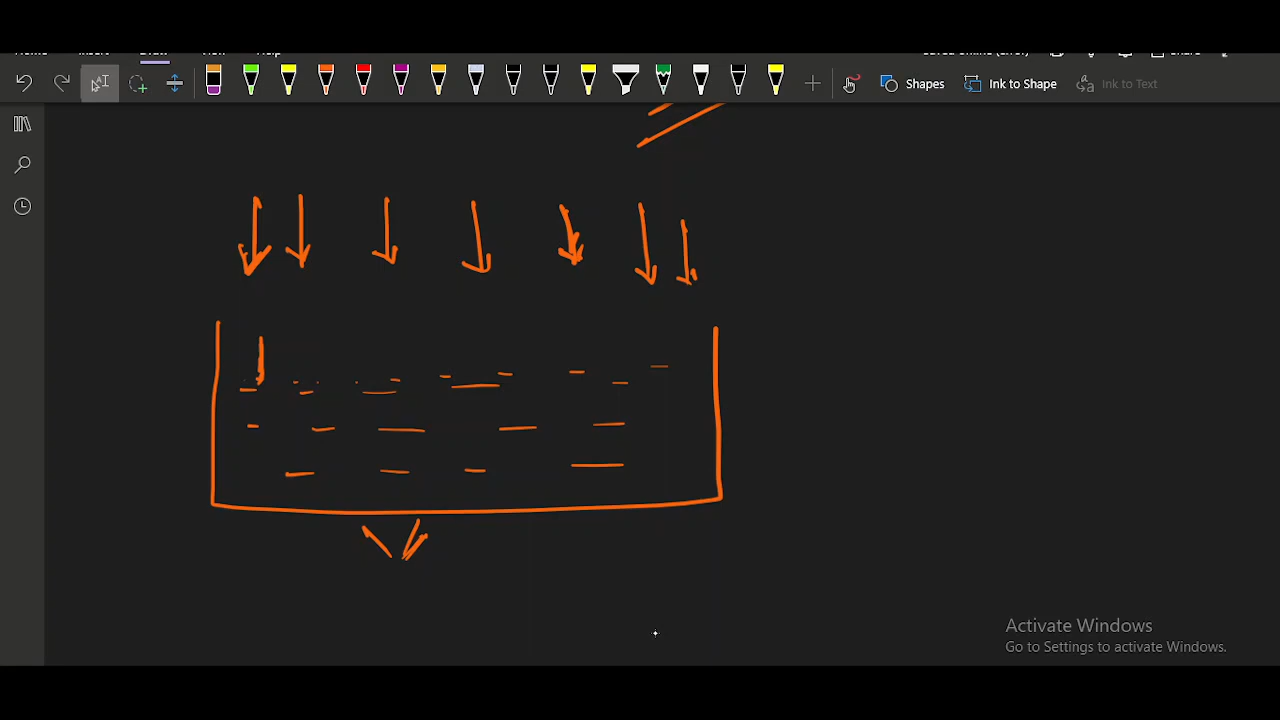 Shapes
Ink to Shape
Ink to Text
Activate Windows
Go to Settings to activate Windows.